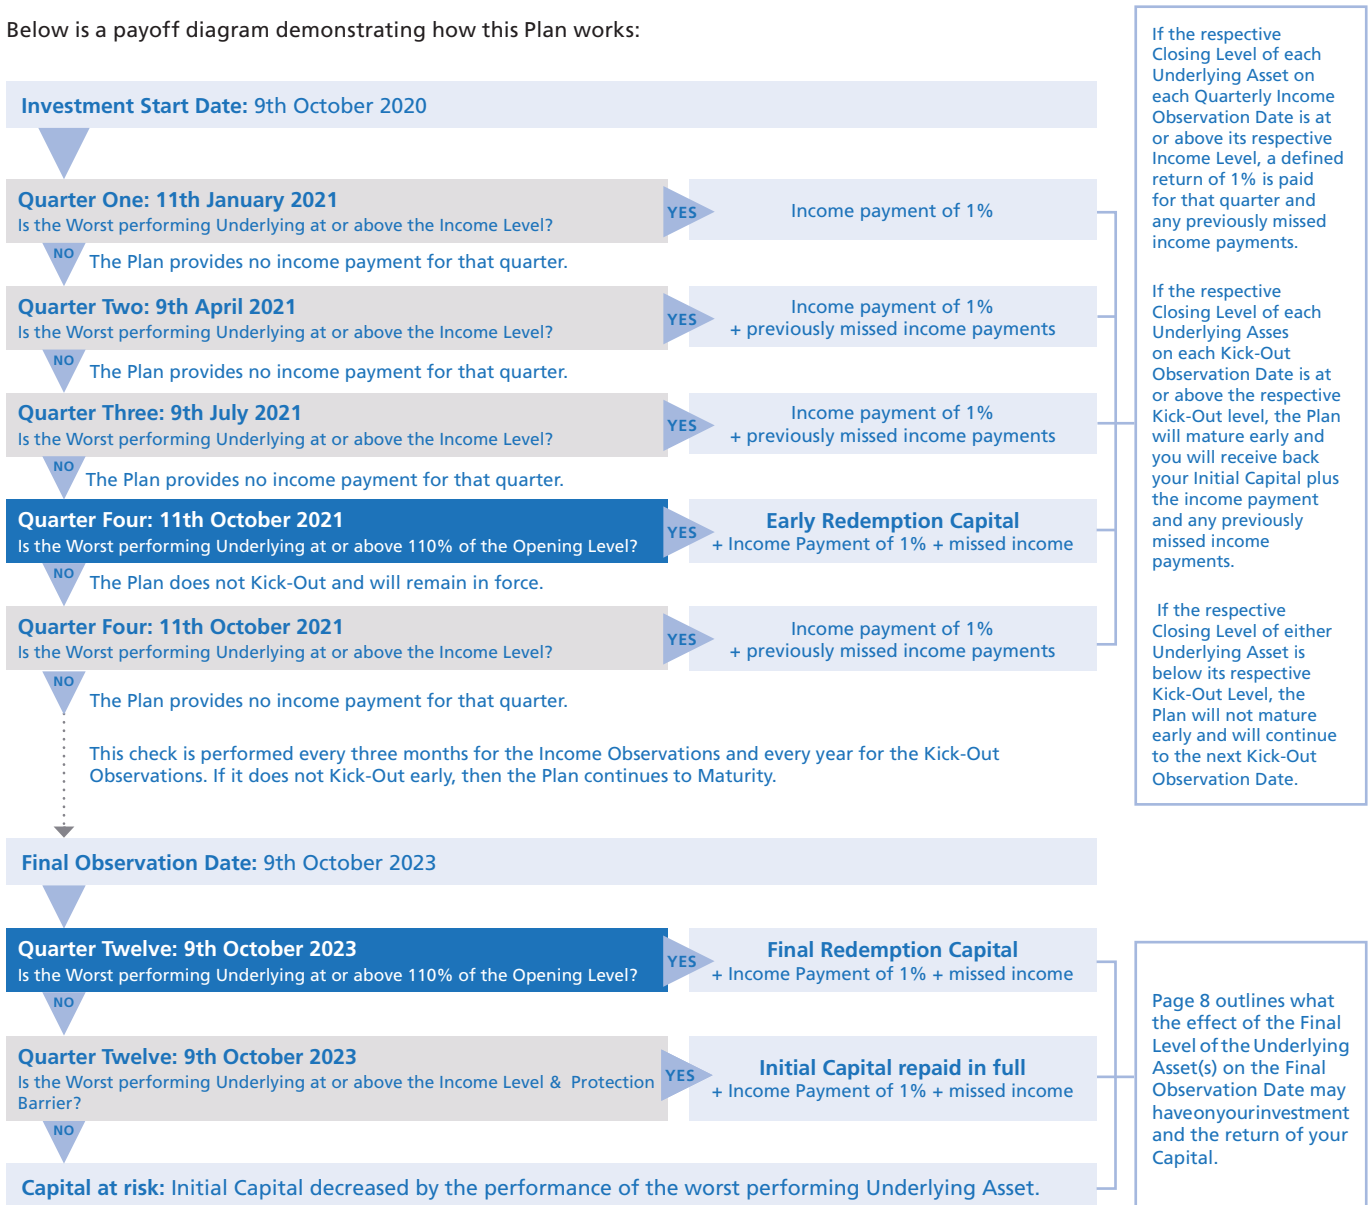 Below is a payoff diagram demonstrating how this Plan works:
Investment Start Date: 9th October 2020
Quarter One: 11th January 2021
Is the Worst performing Underlying at or above the Income Level?
YES
Income payment of 1%
NO
The Plan provides no income payment for that quarter.
Quarter Two: 9th April 2021
Is the Worst performing Underlying at or above the Income Level?
YES
Income payment of 1%
+ previously missed income payments
NO
The Plan provides no income payment for that quarter.
Quarter Three: 9th July 2021
Is the Worst performing Underlying at or above the Income Level?
YES
Income payment of 1%
+ previously missed income payments
NO
The Plan provides no income payment for that quarter.
Quarter Four: 11th October 2021
Is the Worst performing Underlying at or above 110% of the Opening Level?
YES
Early Redemption Capital
+ Income Payment of 1% + missed income
NO
The Plan does not Kick-Out and will remain in force.
Quarter Four: 11th October 2021
Is the Worst performing Underlying at or above the Income Level?
YES
Income payment of 1%
+ previously missed income payments
NO
The Plan provides no income payment for that quarter.
This check is performed every three months for the Income Observations and every year for the Kick-Out
Observations. If it does not Kick-Out early, then the Plan continues to Maturity.
Final Observation Date: 9th October 2023
Quarter Twelve: 9th October 2023
Is the Worst performing Underlying at or above 110% of the Opening Level?
YES
Final Redemption Capital
+ Income Payment of 1% + missed income
NO
Quarter Twelve: 9th October 2023
Is the Worst performing Underlying at or above the Income Level & Protection
Barrier?
YES
Initial Capital repaid in full
+ Income Payment of 1% + missed income
NO
Capital at risk: Initial Capital decreased by the performance of the worst performing Underlying Asset.
If the respective
Closing Level of each
Underlying Asset on
each Quarterly Income
Observation Date is at
or above its respective
Income Level, a defined
return of 1% is paid
for that quarter and
any previously missed
income payments.
If the respective
Closing Level of each
Underlying Asses
on each Kick-Out
Observation Date is at
or above the respective
Kick-Out level, the Plan
will mature early and
you will receive back
your Initial Capital plus
the income payment
and any previously
missed income
payments.
If the respective
Closing Level of either
Underlying Asset is
below its respective
Kick-Out Level, the
Plan will not mature
early and will continue
to the next Kick-Out
Observation Date.
Page 8 outlines what
the effect of the Final
Level of the Underlying
Asset(s) on the Final
Observation Date may
haveonyourinvestment
and the return of your
Capital.